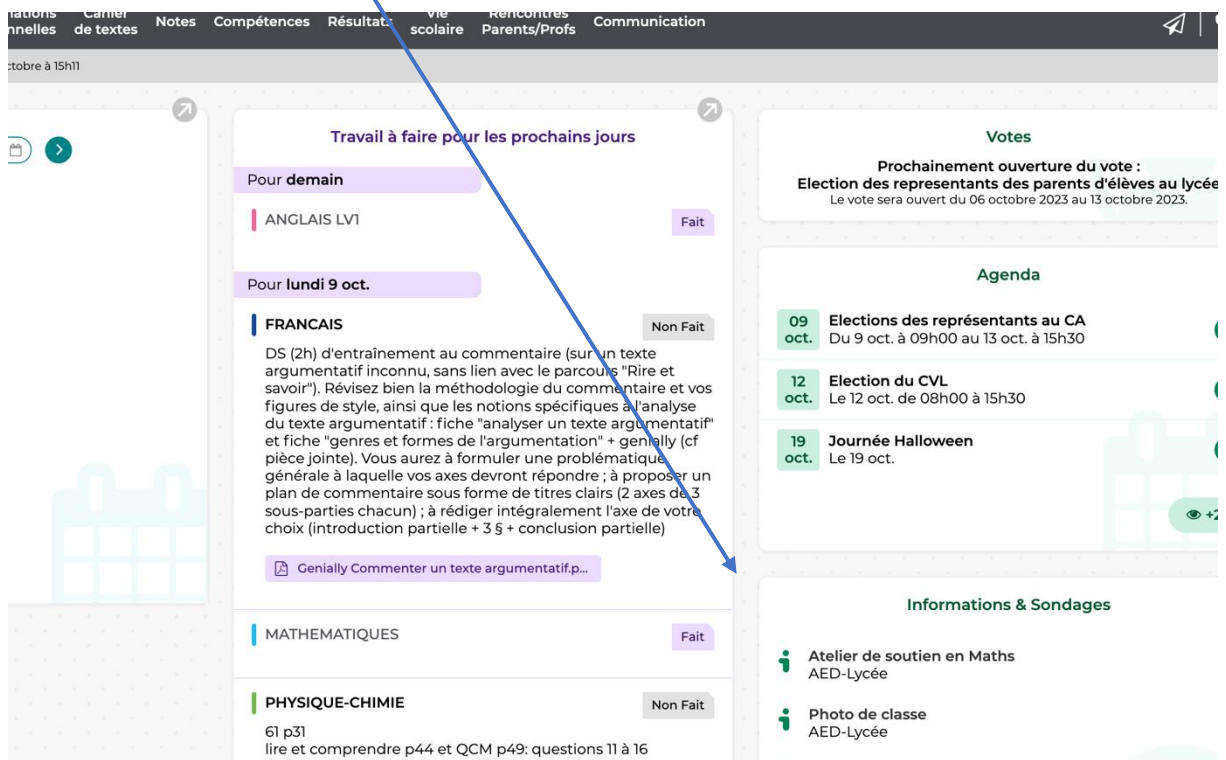 Cahier
de textes
Notes
Compétences
Résultats
Vie
scolaire
Rencontres
Parents/Profs
Communication
à 15h11
Travail à faire pour les prochains jours
Pour demain
ANGLAIS LV1
Fait
Pour lundi 9 oct.
FRANCAIS
Non Fait
DS (2h) d'entraînement au commentaire (sur un texte
argumentatif inconnu, sans lien avec le parcours "Rire et
savoir"). Révisez bien la méthodologie du commentaire et vos
figures de style, ainsi que les notions spécifiques à l'analyse
du texte argumentatif : fiche "analyser un texte argumentatif"
et fiche "genres et formes de l'argumentation" + genially (cf
pièce jointe). Vous aurez à formuler une problématique
générale à laquelle vos axes devront répondre ; à proposer un
plan de commentaire sous forme de titres clairs (2 axes de 3
sous-parties chacun) ; à rédiger intégralement l'axe de votre
choix (introduction partielle + 3 § + conclusion partielle)
Genially Commenter un texte argumentatif.p...
MATHEMATIQUES
Fait
PHYSIQUE-CHIMIE
Non Fait
61 p31
lire et comprendre p44 et QCM p49: questions 11 à 16
Votes
Prochainement ouverture du vote :
Election des representants des parents d'élèves au lycée
Le vote sera ouvert du 06 octobre 2023 au 13 octobre 2023.
Agenda
09
oct.
Elections des représentants au CA
Du 9 oct. à 09h00 au 13 oct. à 15h30
12
oct.
Election du CVL
Le 12 oct. de 08h00 à 15h30
19
oct.
Journée Halloween
Le 19 oct.
Informations & Sondages
Atelier de soutien en Maths
AED-Lycée
Photo de classe
AED-Lycée